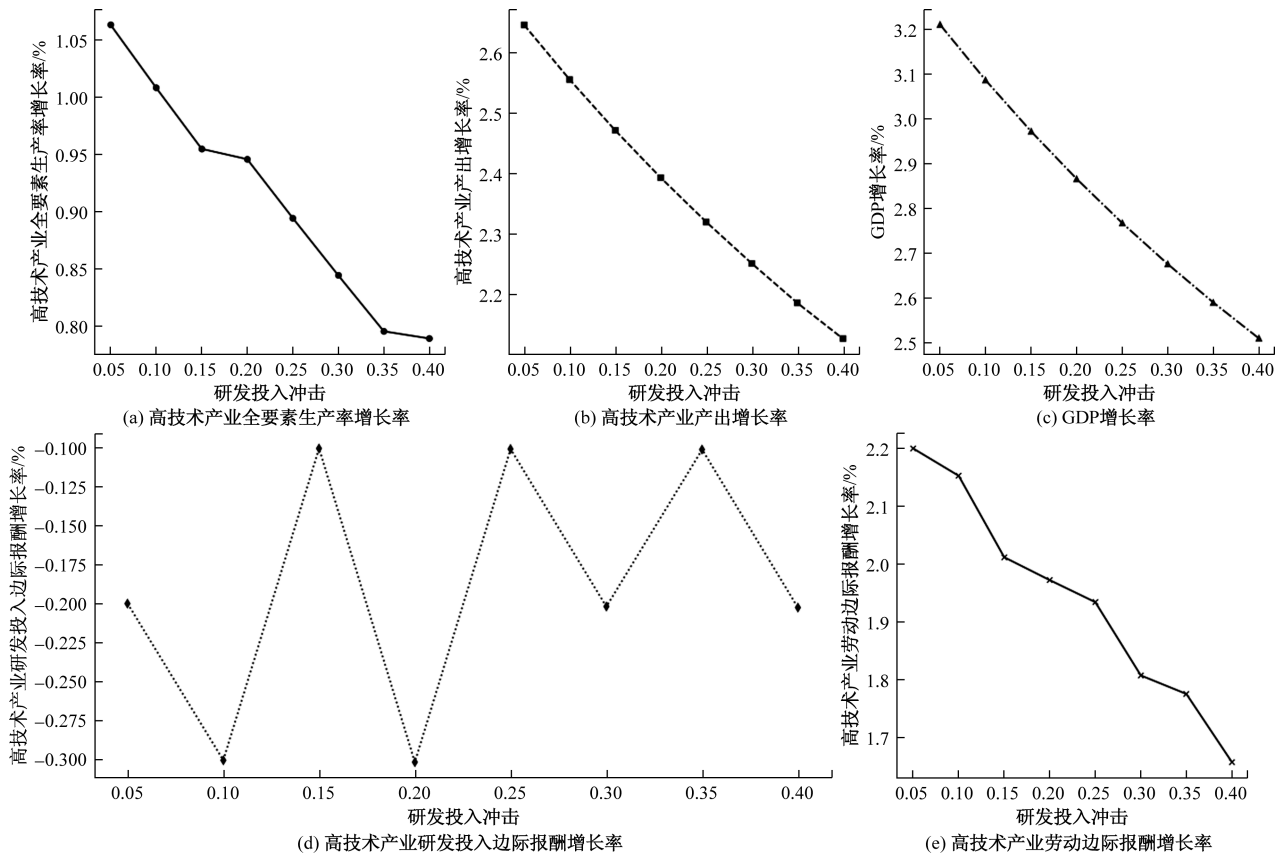 高技术产业全要素生产率增长率/%
1.05
1.00
0.95
0.90
0.85
0.80
0.05 0.10 0.15 0.20 0.25 0.30 0.35 0.40
研发投入冲击
(a) 高技术产业全要素生产率增长率
高技术产业产出增长率/%
2.6
2.5
2.4
2.3
2.2
0.05 0.10 0.15 0.20 0.25 0.30 0.35 0.40
研发投入冲击
(b) 高技术产业产出增长率
GDP增长率/%
3.2
3.1
3.0
2.9
2.8
2.7
2.6
2.5
0.05 0.10 0.15 0.20 0.25 0.30 0.35 0.40
研发投入冲击
(c) GDP增长率
高技术产业研发投入边际报酬增长率/%
–0.100
–0.125
–0.150
–0.175
–0.200
–0.225
–0.250
–0.275
–0.300
0.05 0.10 0.15 0.20 0.25 0.30 0.35 0.40
研发投入冲击
(d) 高技术产业研发投入边际报酬增长率
高技术产业劳动边际报酬增长率/%
2.2
2.1
2.0
1.9
1.8
1.7
0.05 0.10 0.15 0.20 0.25 0.30 0.35 0.40
研发投入冲击
(e) 高技术产业劳动边际报酬增长率